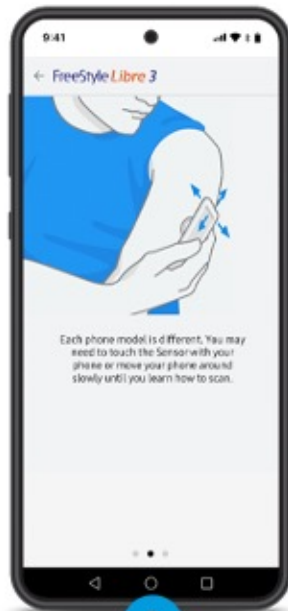 9:41
FreeStyle Libre 3
Each phone model is different. You may
need to touch the Sensor with your
phone or move your phone around
slowly until you learn how to scan.